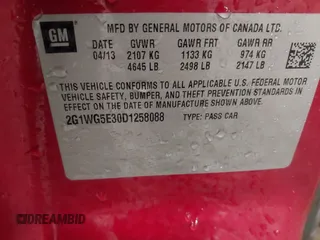 GM
MFD BY GENERAL MOTORS OF CANADA LTD.
DATE GVWR GAWR FRT GAWR RR
04/13 2107 KG 1133 KG 974 KG
4645 LB 2498 LB 2147 LB
THIS VEHICLE CONFORMS TO ALL APPLICABLE U.S. FEDERAL MOTOR
VEHICLE SAFETY, BUMPER, AND THEFT PREVENTION STANDARDS
IN EFFECT ON THE DATE OF MANUFACTURE SHOWN ABOVE.
2G1WG5E30D1258088 TYPE: PASS CAR
DREAMBID